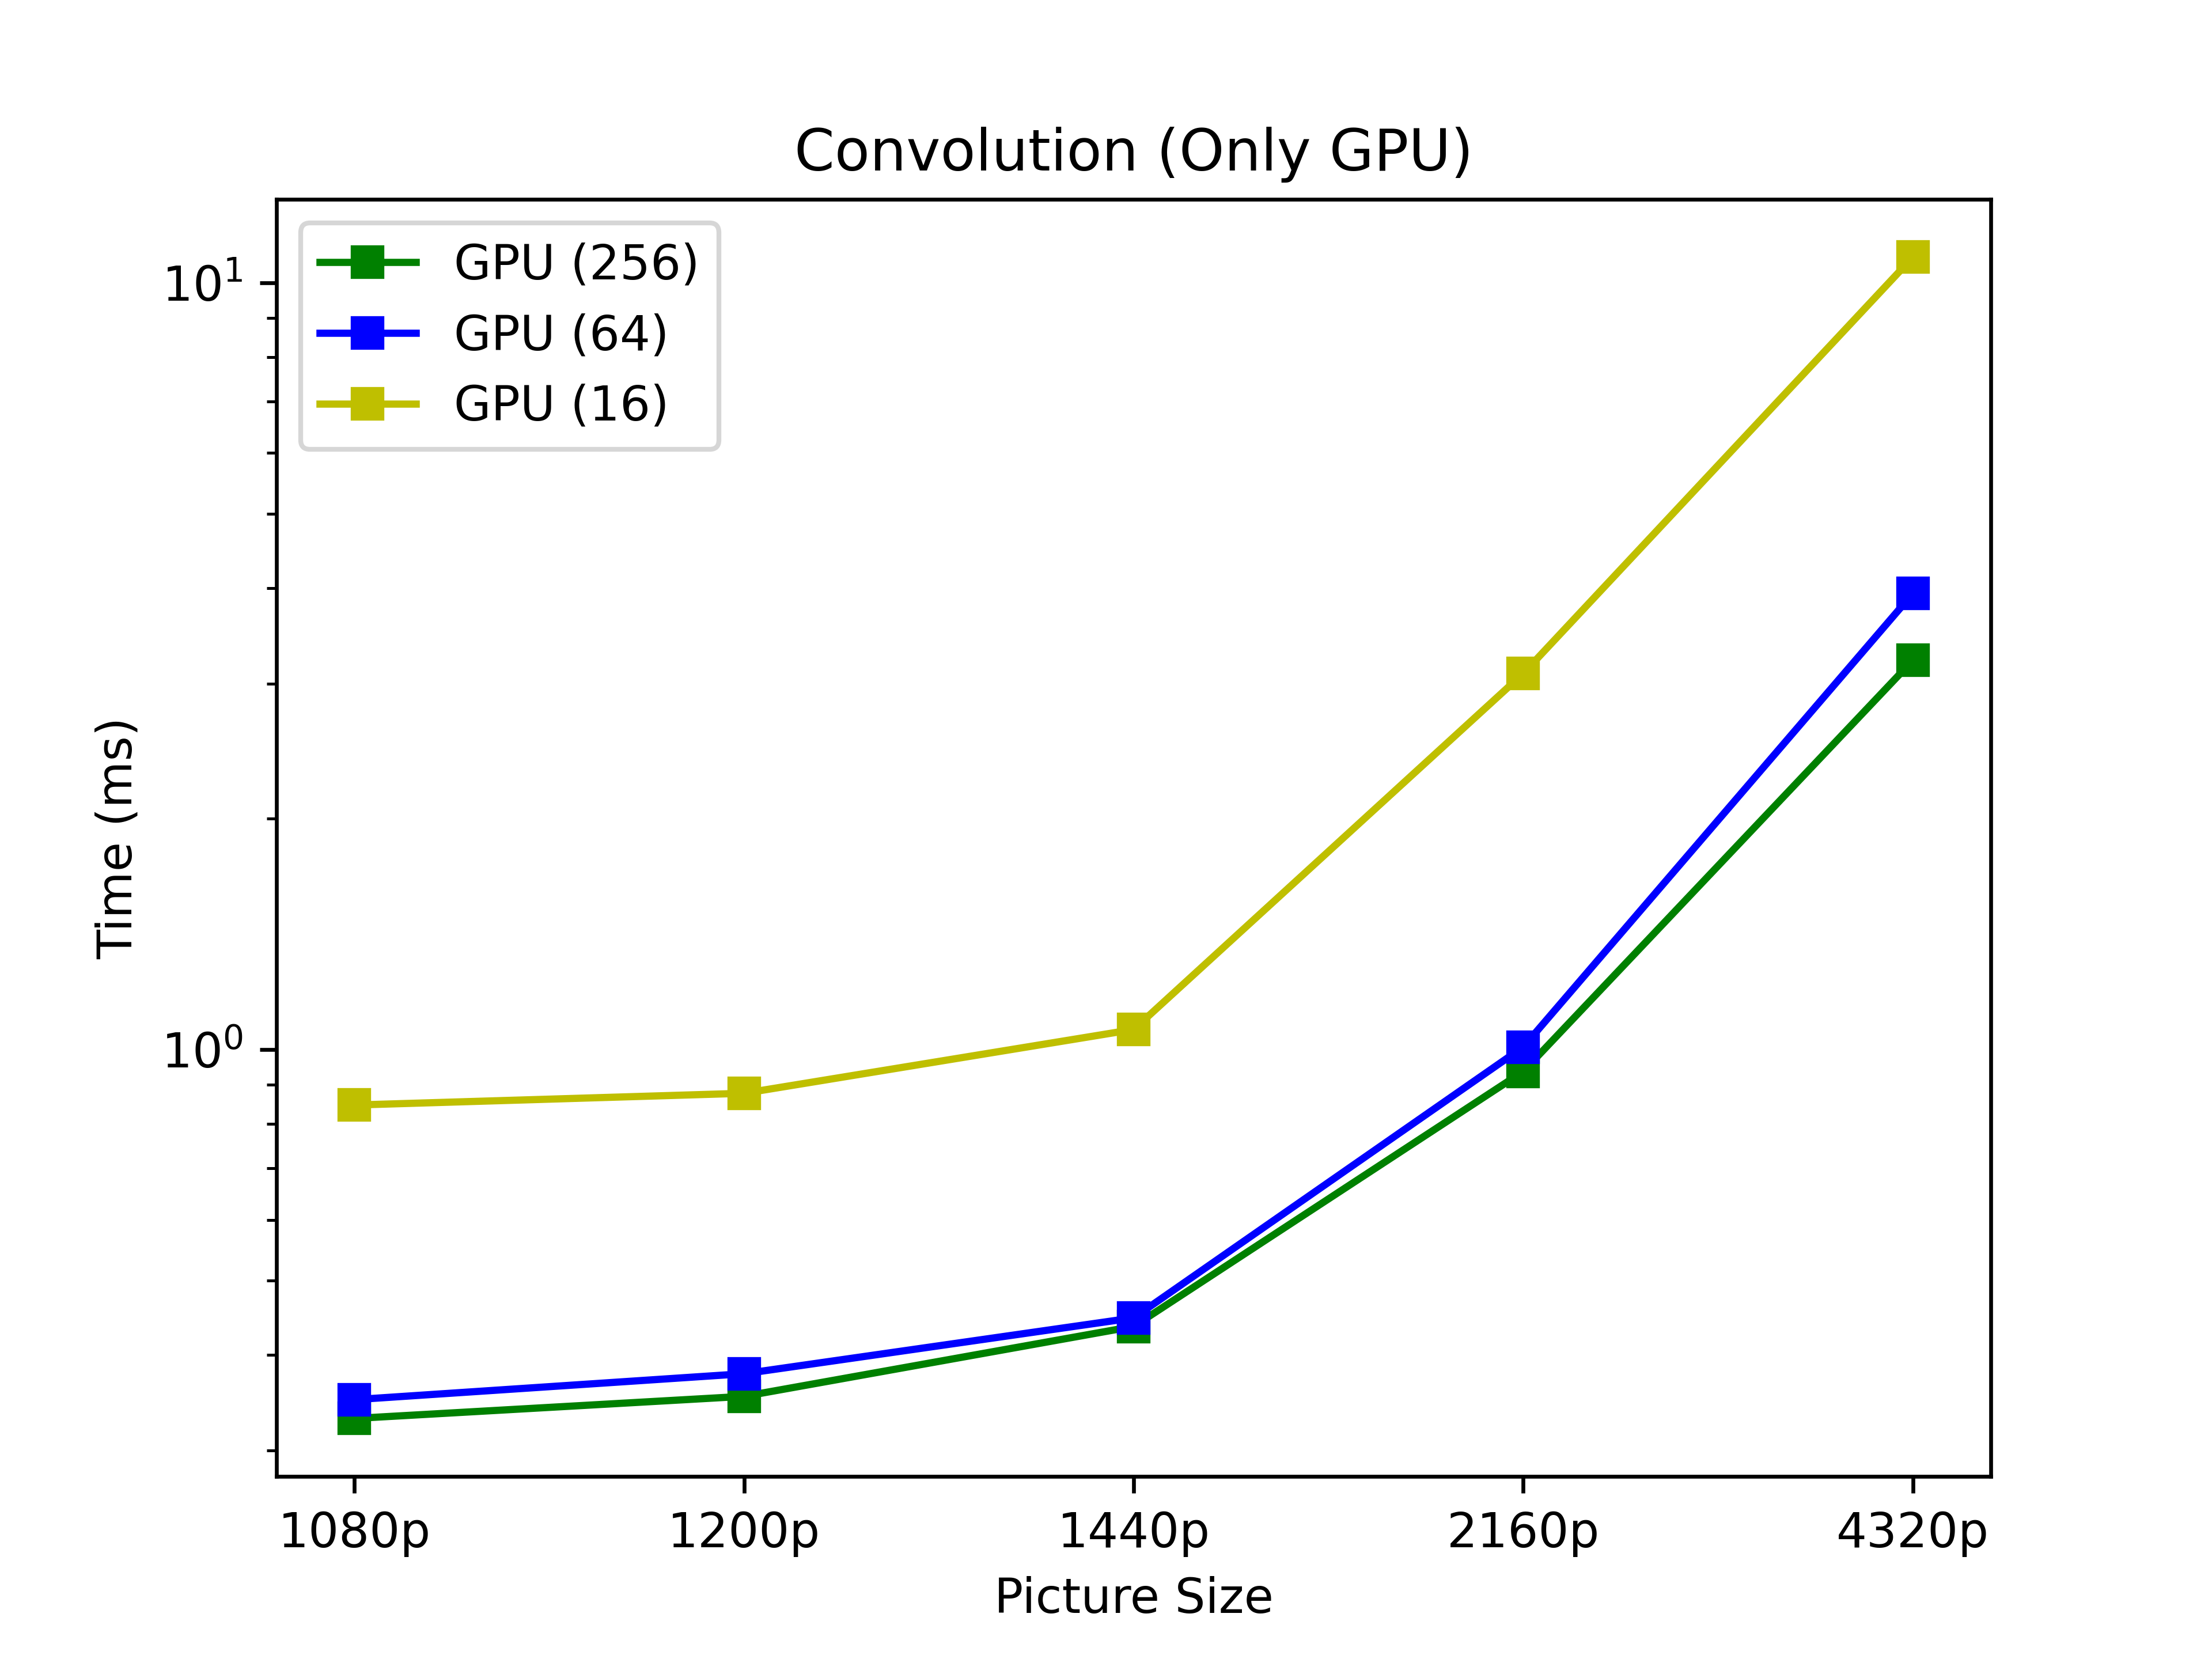 Convolution (Only GPU)
GPU (256)
GPU (64)
GPU (16)
10¹
10⁰
Time (ms)
1080p 1200p 1440p 2160p 4320p
Picture Size